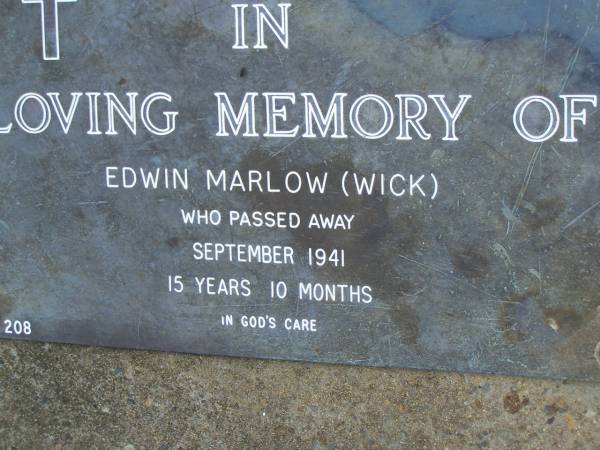 IN
LOVING MEMORY OF
EDWIN MARLOW (WICK)
WHO PASSED AWAY
SEPTEMBER 1941
15 YEARS 10 MONTHS
IN GOD'S CARE
208